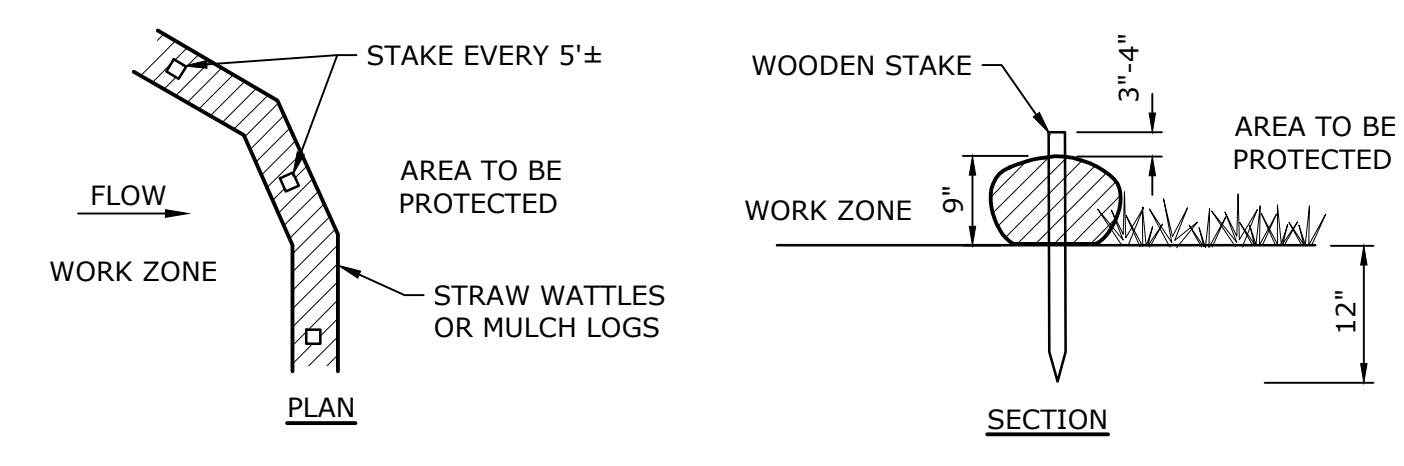 STAKE EVERY 5'±
AREA TO BE
PROTECTED
FLOW
WORK ZONE
STRAW WATTLES
OR MULCH LOGS
PLAN
WOODEN STAKE
3"-4"
AREA TO BE
PROTECTED
WORK ZONE
9"
12"
SECTION